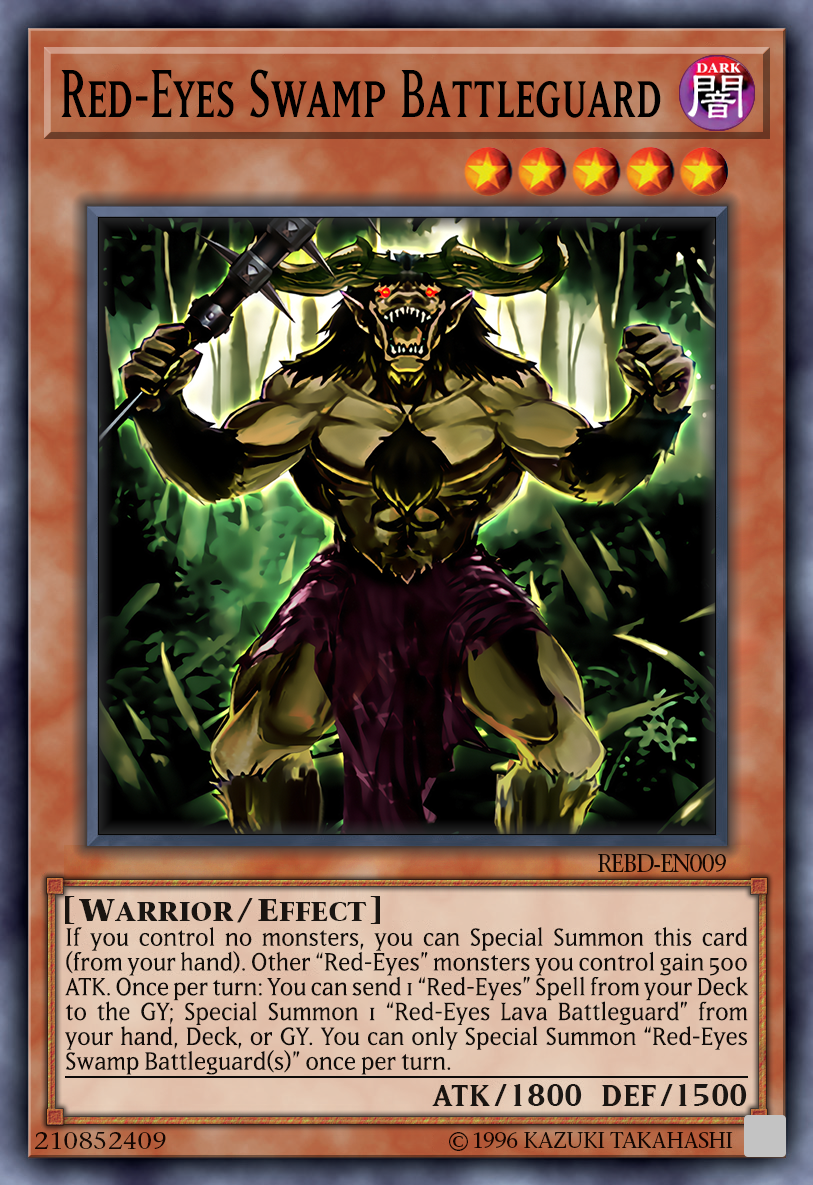 Red-Eyes Swamp Battleguard
DARK
闇
REBD-EN009
[Warrior/Effect]
If you control no monsters, you can Special Summon this card
(from your hand). Other “Red-Eyes” monsters you control gain 500
ATK. Once per turn: You can send 1 “Red-Eyes” Spell from your Deck
to the GY; Special Summon 1 “Red-Eyes Lava Battleguard” from
your hand, Deck, or GY. You can only Special Summon “Red-Eyes
Swamp Battleguard(s)” once per turn.
ATK/1800 DEF/1500
210852409
© 1996 KAZUKI TAKAHASHI